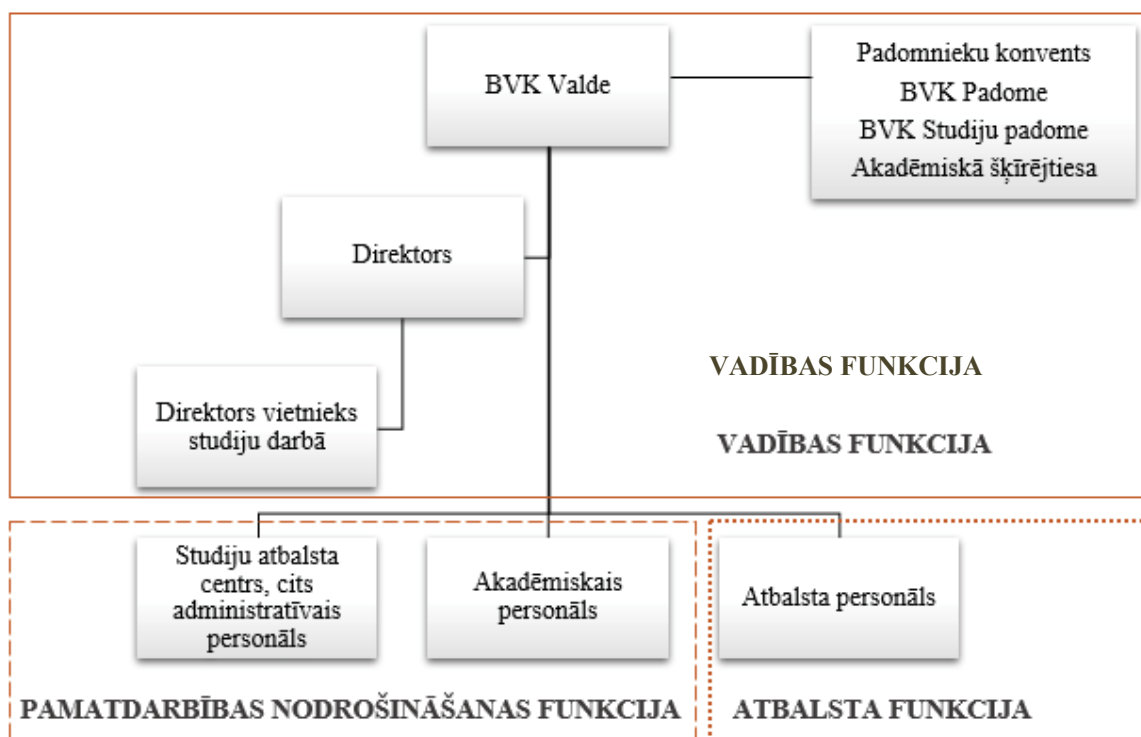 BVK Valde
Padomnieku konvents
BVK Padome
BVK Studiju padome
Akadēmiskā šķīrējtiesa
Direktors
VADĪBAS FUNKCIJA
Direktors vietnieks
studiju darbā
VADĪBAS FUNKCIJA
Studiju atbalsta
centrs, cits
administratīvais
personāls
Akadēmiskais
personāls
Atbalsta personāls
PAMATDARBĪBAS NODROŠINĀŠANAS FUNKCIJA
ATBALSTA FUNKCIJA